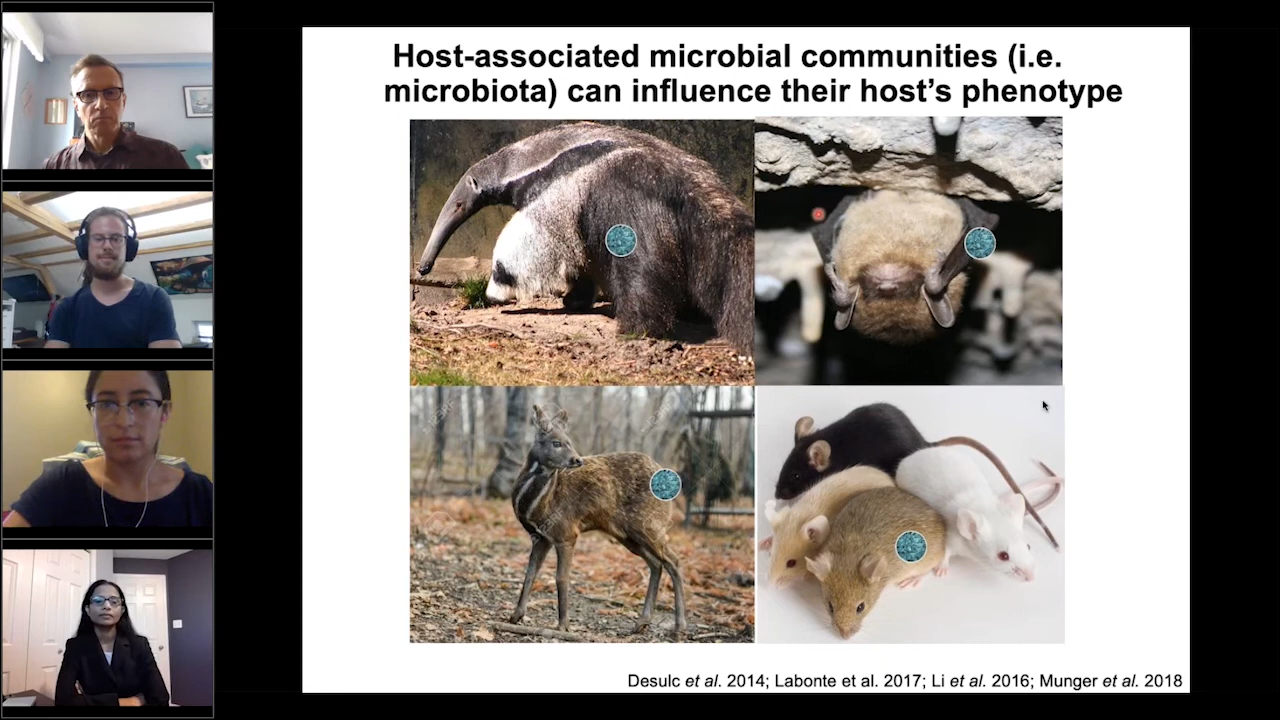 Host-associated microbial communities (i.e.
microbiota) can influence their host's phenotype
Desulc et al. 2014; Labonte et al. 2017; Li et al. 2016; Munger et al. 2018